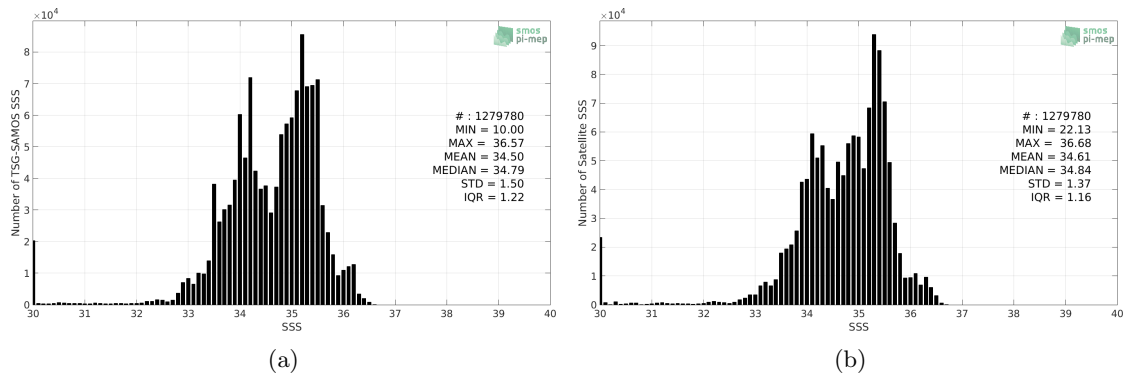 ×10⁴
smos
pi-mep
Number of TSG-SAMOS SSS
8
7
6
5
4
3
2
1
0
# : 1279780
MIN = 10.00
MAX = 36.57
MEAN = 34.50
MEDIAN = 34.79
STD = 1.50
IQR = 1.22
30 31 32 33 34 35 36 37 38 39 40
SSS
(a)
×10⁴
smos
pi-mep
Number of Satellite SSS
9
8
7
6
5
4
3
2
1
0
# : 1279780
MIN = 22.13
MAX = 36.68
MEAN = 34.61
MEDIAN = 34.84
STD = 1.37
IQR = 1.16
30 31 32 33 34 35 36 37 38 39 40
SSS
(b)